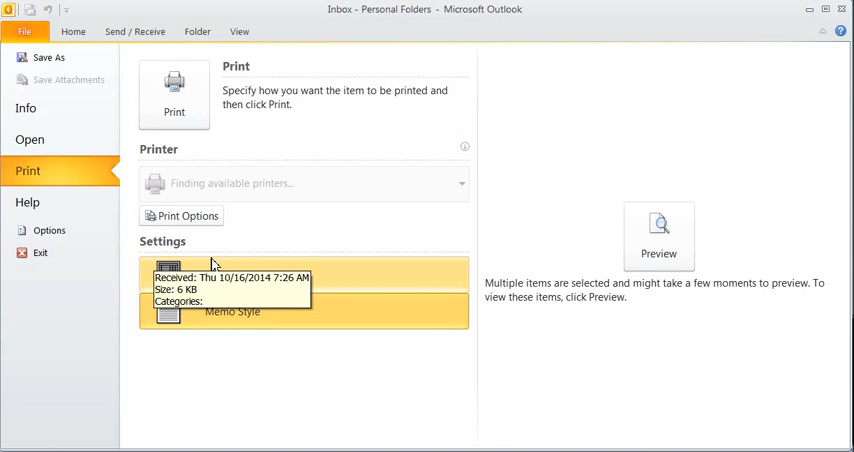 Inbox - Personal Folders - Microsoft Outlook
File Home Send / Receive Folder View
Save As
Save Attachments
Info
Open
Print
Help
Options
Exit
Print
Print
Specify how you want the item to be printed and
then click Print.
Printer
Finding available printers...
Print Options
Settings
Received: Thu 10/16/2014 7:26 AM
Size: 6 KB
Categories:
Memo Style
Preview
Multiple items are selected and might take a few moments to preview. To
view these items, click Preview.